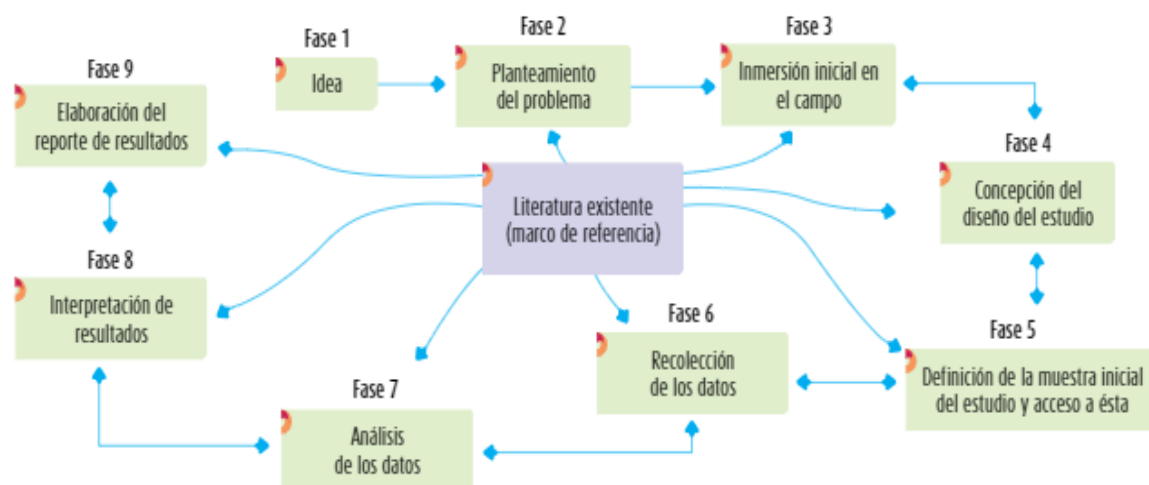 Fase 1
Idea
Fase 2
Planteamiento
del problema
Fase 3
Inmersión inicial en
el campo
Fase 4
Concepción del
diseño del estudio
Fase 5
Definición de la muestra inicial
del estudio y acceso a ésta
Fase 6
Recolección
de los datos
Fase 7
Análisis
de los datos
Fase 8
Interpretación de
resultados
Fase 9
Elaboración del
reporte de resultados
Literatura existente
(marco de referencia)